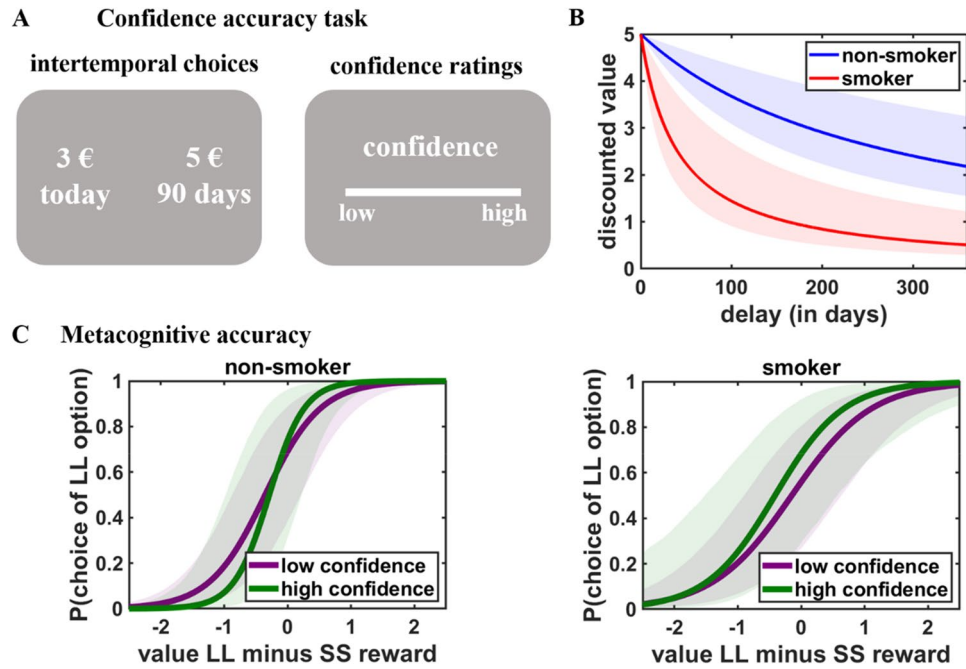 A Confidence accuracy task
intertemporal choices
3 € 5 €
today 90 days
confidence ratings
confidence
low high
B
5
4
3
2
1
0
discounted value
non-smoker
smoker
0 100 200 300
delay (in days)
C Metacognitive accuracy
non-smoker
1
0.8
0.6
0.4
0.2
0
P(choice of LL option)
low confidence
high confidence
-2 -1 0 1 2
value LL minus SS reward
smoker
1
0.8
0.6
0.4
0.2
0
P(choice of LL option)
low confidence
high confidence
-2 -1 0 1 2
value LL minus SS reward